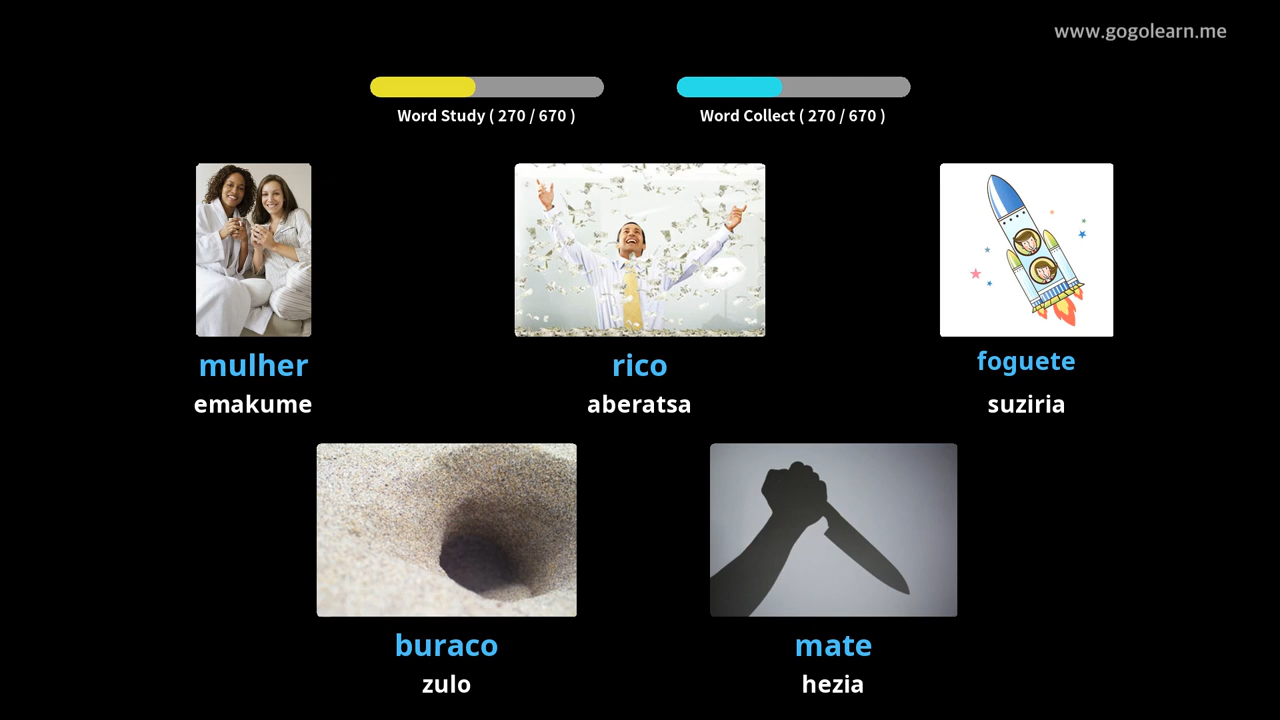 www.gogolearn.me
Word Study ( 270 / 670 )
Word Collect ( 270 / 670 )
mulher
emakume
rico
aberatsa
foguete
suziria
buraco
zulo
mate
hezia